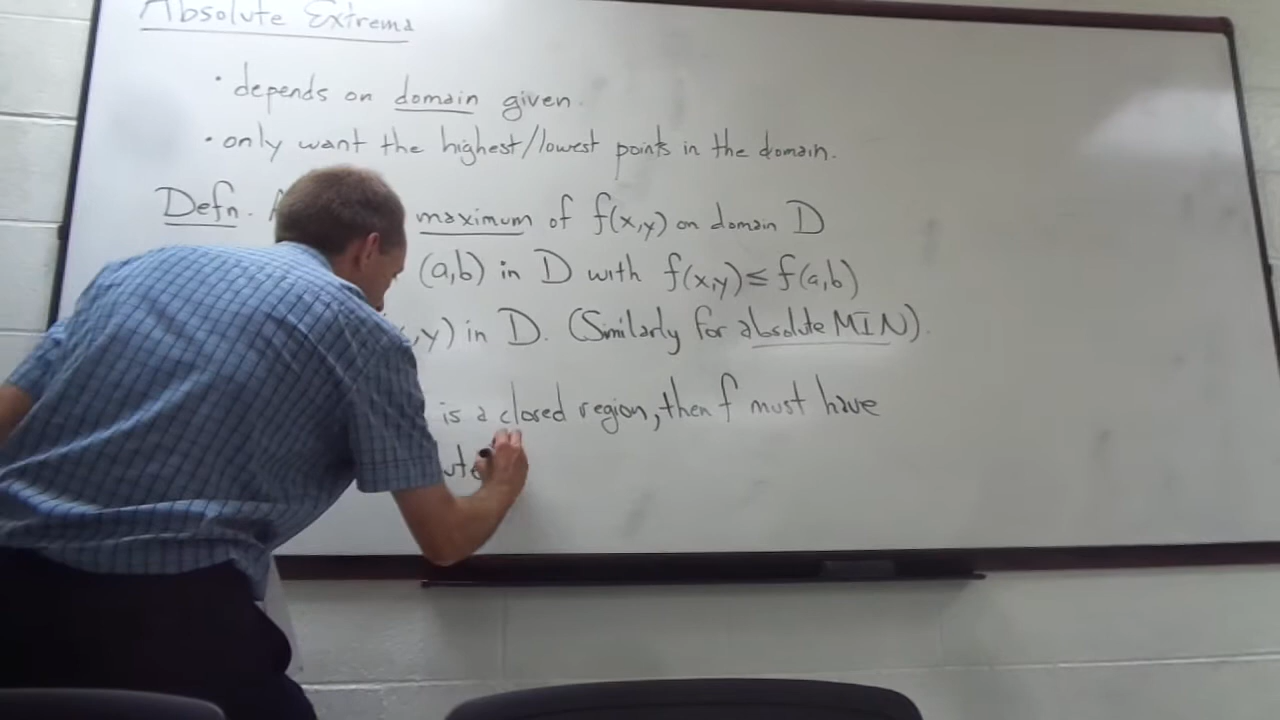 Absolute Extrema
• depends on domain given.
• only want the highest/lowest points in the domain.
Defn. maximum of f(x,y) on domain D
(a,b) in D with f(x,y) ≤ f(a,b)
,y) in D. (Similarly for absolute MIN).
is a closed region, then f must have